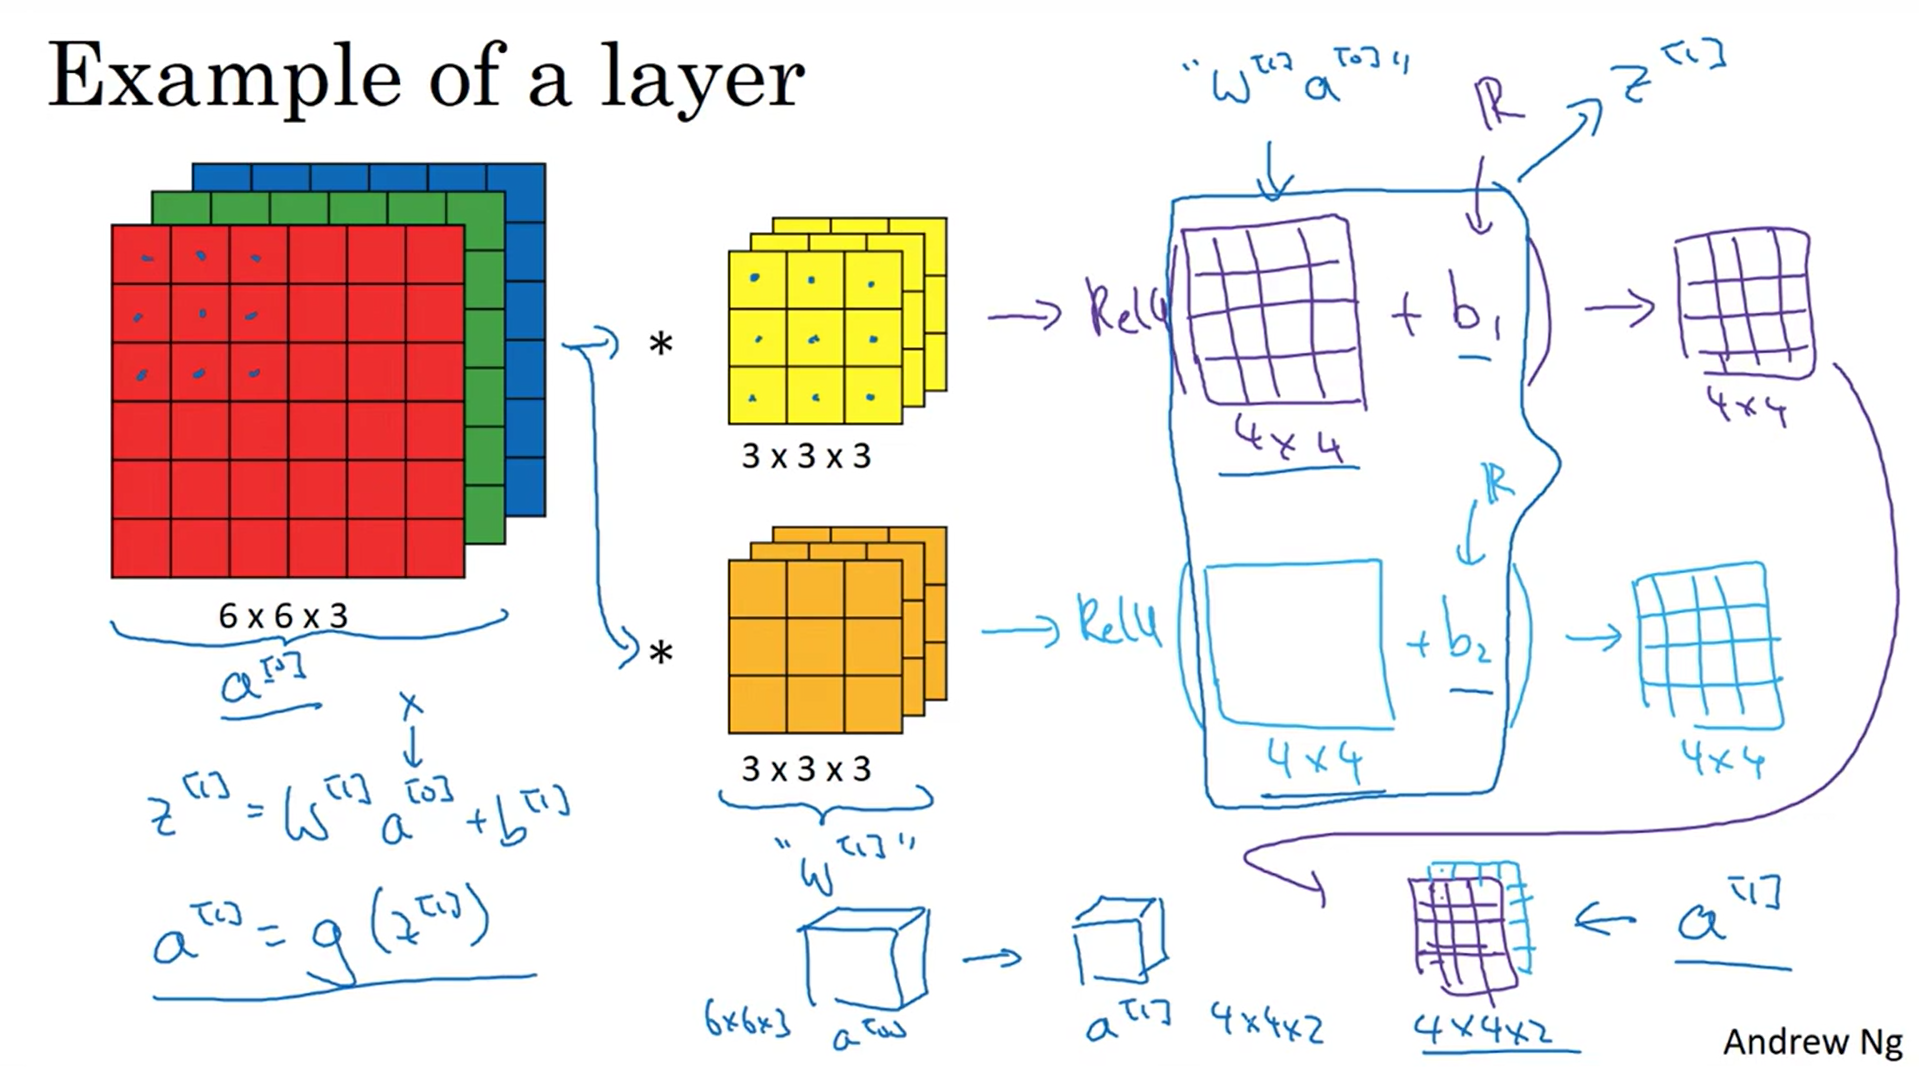 Example of a layer
"W[1] a[0]"
ℝ
z[1]
* 3 x 3 x 3
→ ReLU ( 4x4 + b1 ) → 4x4
6 x 6 x 3
a[0]
ℝ
* 3 x 3 x 3
→ ReLU ( 4x4 + b2 ) → 4x4
x
z[1] = W[1] a[0] + b[1]
a[1] = g(z[1])
"W[1]"
6x6x3 a[0] → a[1] 4x4x2
4x4x2 ← a[1]
Andrew Ng